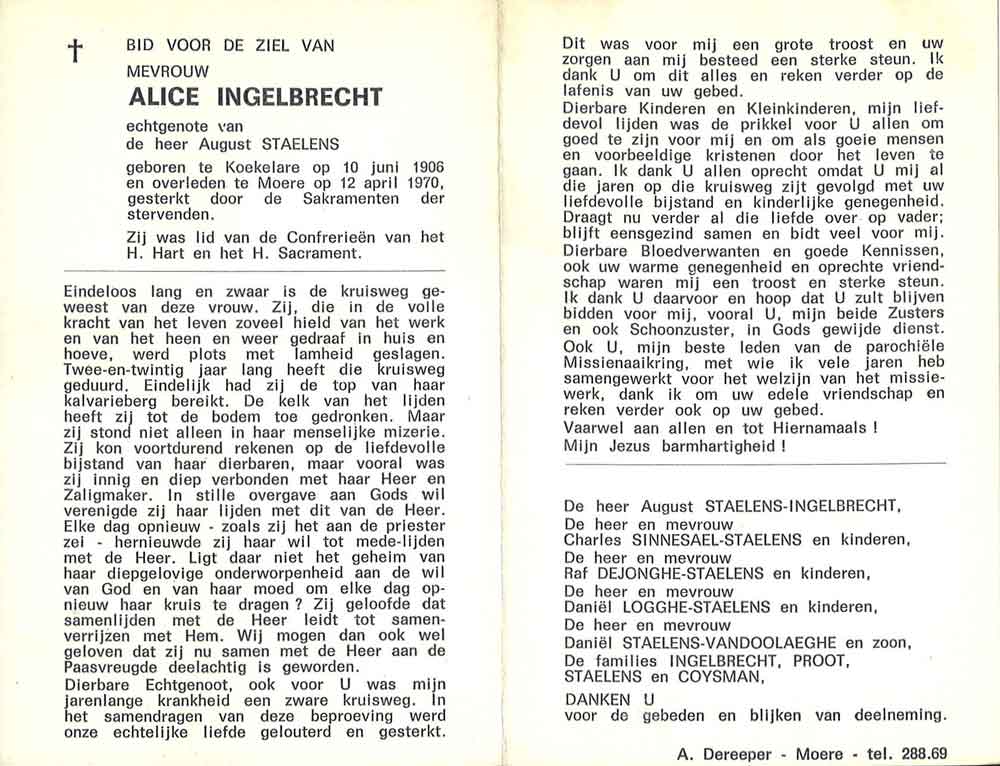 BID VOOR DE ZIEL VAN
MEVROUW
ALICE INGELBRECHT
echtgenote van
de heer August STAELENS
geboren te Koekelare op 10 juni 1906
en overleden te Moere op 12 april 1970,
gesterkt door de Sakramenten der
stervenden.
Zij was lid van de Confrerieën van het
H. Hart en het H. Sacrament.
Eindeloos lang en zwaar is de kruisweg ge-
weest van deze vrouw. Zij, die in de volle
kracht van het leven zoveel hield van het werk
en van het heen en weer gedraaf in huis en
hoeve, werd plots met lamheid geslagen.
Twee-en-twintig jaar lang heeft die kruisweg
geduurd. Eindelijk had zij de top van haar
kalvarieberg bereikt. De kelk van het lijden
heeft zij tot de bodem toe gedronken. Maar
zij stond niet alleen in haar menselijke mizerie.
Zij kon voortdurend rekenen op de liefdevolle
bijstand van haar dierbaren, maar vooral was
zij innig en diep verbonden met haar Heer en
Zaligmaker. In stille overgave aan Gods wil
verenigde zij haar lijden met dit van de Heer.
Elke dag opnieuw - zoals zij het aan de priester
zei - hernieuwde zij haar wil tot mede-lijden
met de Heer. Ligt daar niet het geheim van
haar diepgelovige onderworpenheid aan de wil
van God en van haar moed om elke dag op-
nieuw haar kruis te dragen ? Zij geloofde dat
samenlijden met de Heer leidt tot samen-
verrijzen met Hem. Wij mogen dan ook wel
geloven dat zij nu samen met de Heer aan de
Paasvreugde deelachtig is geworden.
Dierbare Echtgenoot, ook voor U was mijn
jarenlange krankheid een zware kruisweg. In
het samendragen van deze beproeving werd
onze echtelijke liefde gelouterd en gesterkt.
Dit was voor mij een grote troost en uw
zorgen aan mij besteed een sterke steun. Ik
dank U om dit alles en reken verder op de
lafenis van uw gebed.
Dierbare Kinderen en Kleinkinderen, mijn lief-
devol lijden was de prikkel voor U allen om
goed te zijn voor mij en om als goeie mensen
en voorbeeldige kristenen door het leven te
gaan. Ik dank U allen oprecht omdat U mij al
die jaren op die kruisweg zijt gevolgd met uw
liefdevolle bijstand en kinderlijke genegenheid.
Draagt nu verder al die liefde over op vader;
blijft eensgezind samen en bidt veel voor mij.
Dierbare Bloedverwanten en goede Kennissen,
ook uw warme genegenheid en oprechte vriend-
schap waren mij een troost en sterke steun.
Ik dank U daarvoor en hoop dat U zult blijven
bidden voor mij, vooral U, mijn beide Zusters
en ook Schoonzuster, in Gods gewijde dienst.
Ook U, mijn beste leden van de parochiële
Missienaaikring, met wie ik vele jaren heb
samengewerkt voor het welzijn van het missie-
werk, dank ik om uw edele vriendschap en
reken verder ook op uw gebed.
Vaarwel aan allen en tot Hiernamaals !
Mijn Jezus barmhartigheid !
De heer August STAELENS-INGELBRECHT,
De heer en mevrouw
Charles SINNESAEL-STAELENS en kinderen,
De heer en mevrouw
Raf DEJONGHE-STAELENS en kinderen,
De heer en mevrouw
Daniël LOGGHE-STAELENS en kinderen,
De heer en mevrouw
Daniël STAELENS-VANDOOLAEGHE en zoon,
De families INGELBRECHT, PROOT,
STAELENS en COYSMAN,
DANKEN U
voor de gebeden en blijken van deelneming.
A. Dereeper - Moere - tel. 288.69